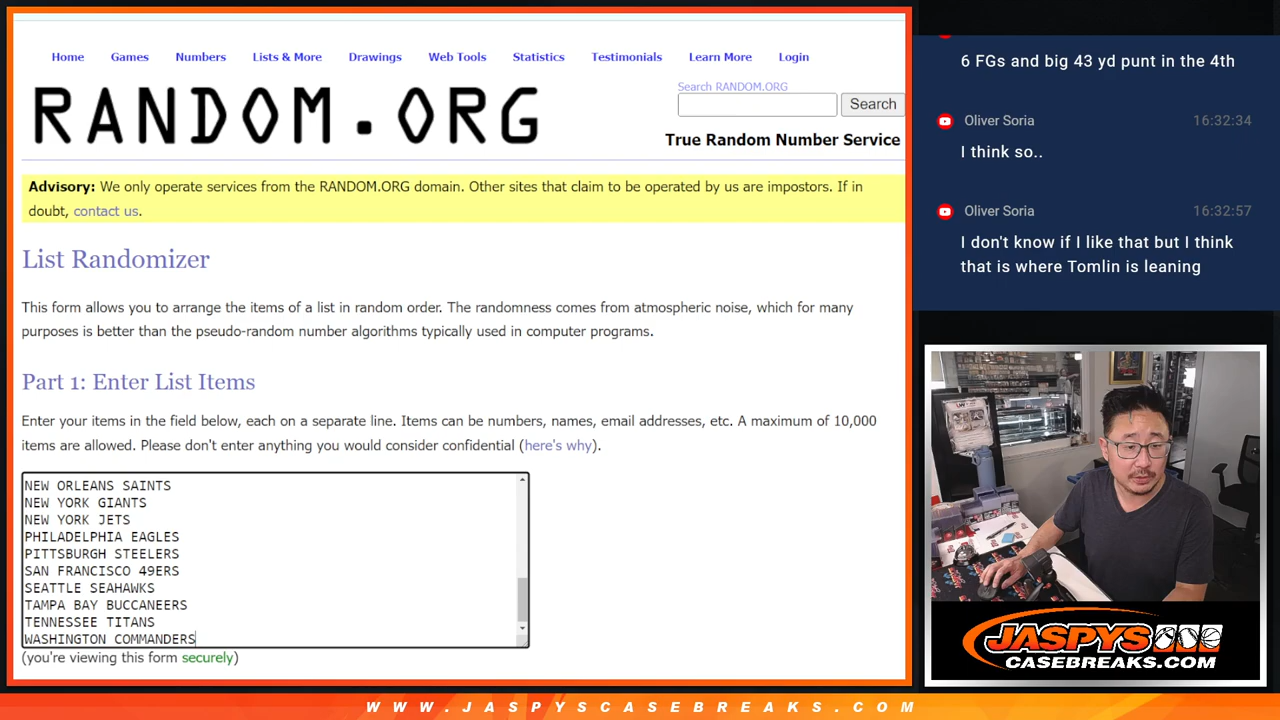 Home Games Numbers Lists & More Drawings Web Tools Statistics Testimonials Learn More Login
RANDOM.ORG
Search RANDOM.ORG
Search
True Random Number Service
Advisory: We only operate services from the RANDOM.ORG domain. Other sites that claim to be operated by us are impostors. If in
doubt, contact us.
List Randomizer
This form allows you to arrange the items of a list in random order. The randomness comes from atmospheric noise, which for many
purposes is better than the pseudo-random number algorithms typically used in computer programs.
Part 1: Enter List Items
Enter your items in the field below, each on a separate line. Items can be numbers, names, email addresses, etc. A maximum of 10,000
items are allowed. Please don't enter anything you would consider confidential (here's why).
NEW ORLEANS SAINTS
NEW YORK GIANTS
NEW YORK JETS
PHILADELPHIA EAGLES
PITTSBURGH STEELERS
SAN FRANCISCO 49ERS
SEATTLE SEAHAWKS
TAMPA BAY BUCCANEERS
TENNESSEE TITANS
WASHINGTON COMMANDERS
(you're viewing this form securely)
6 FGs and big 43 yd punt in the 4th
Oliver Soria 16:32:34
I think so..
Oliver Soria 16:32:57
I don't know if I like that but I think
that is where Tomlin is leaning
JASPYS
CASEBREAKS.COM
WWW.JASPYSCASEBREAKS.COM